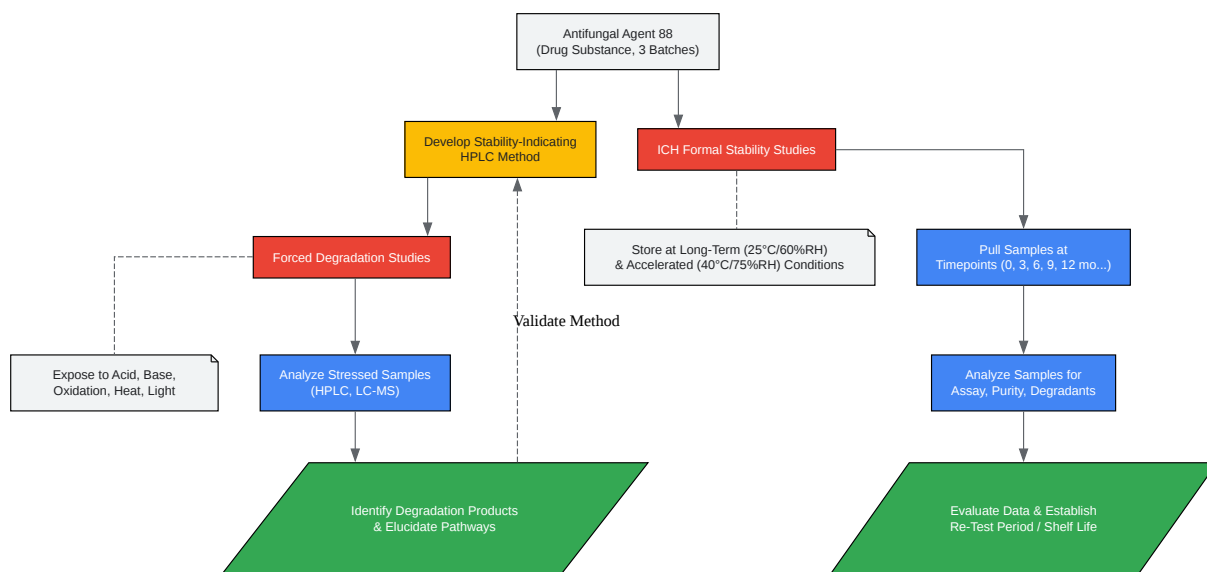 Antifungal Agent 88
(Drug Substance, 3 Batches)
Develop Stability-Indicating
HPLC Method
ICH Formal Stability Studies
Forced Degradation Studies
Store at Long-Term (25°C/60%RH)
& Accelerated (40°C/75%RH) Conditions
Pull Samples at
Timepoints (0, 3, 6, 9, 12 mo...)
Validate Method
Expose to Acid, Base,
Oxidation, Heat, Light
Analyze Stressed Samples
(HPLC, LC-MS)
Analyze Samples for
Assay, Purity, Degradants
Identify Degradation Products
& Elucidate Pathways
Evaluate Data & Establish
Re-Test Period / Shelf Life